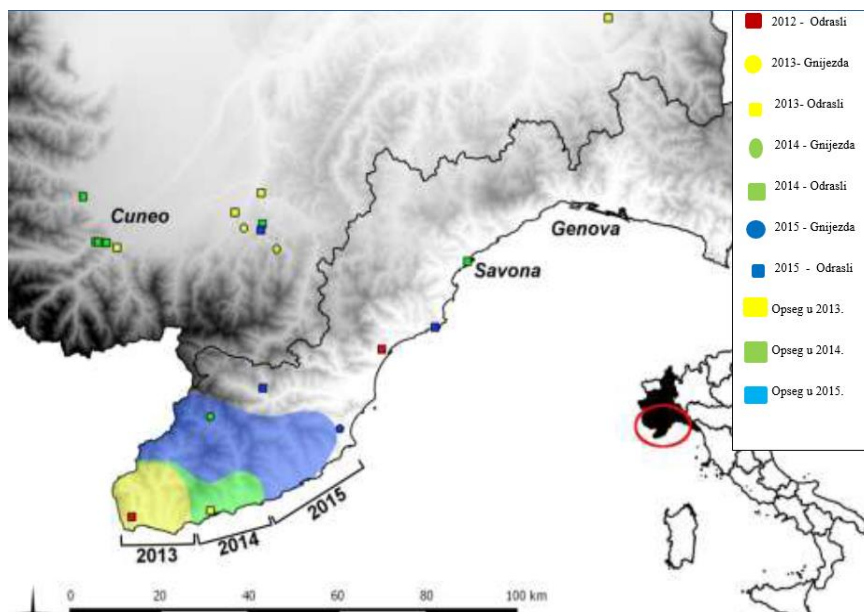 2012 - Odrasli
2013- Gnijezda
2013- Odrasli
2014 - Gnijezda
2014 - Odrasli
2015 - Gnijezda
2015 - Odrasli
Opseg u 2013.
Opseg u 2014.
Opseg u 2015.
Cuneo
Genova
Savona
2015
2014
2013
0 20 40 60 80 100 km